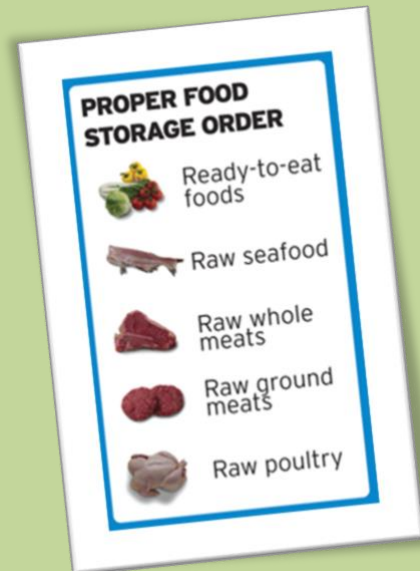 PROPER FOOD
STORAGE ORDER
Ready-to-eat
foods
Raw seafood
Raw whole
meats
Raw ground
meats
Raw poultry